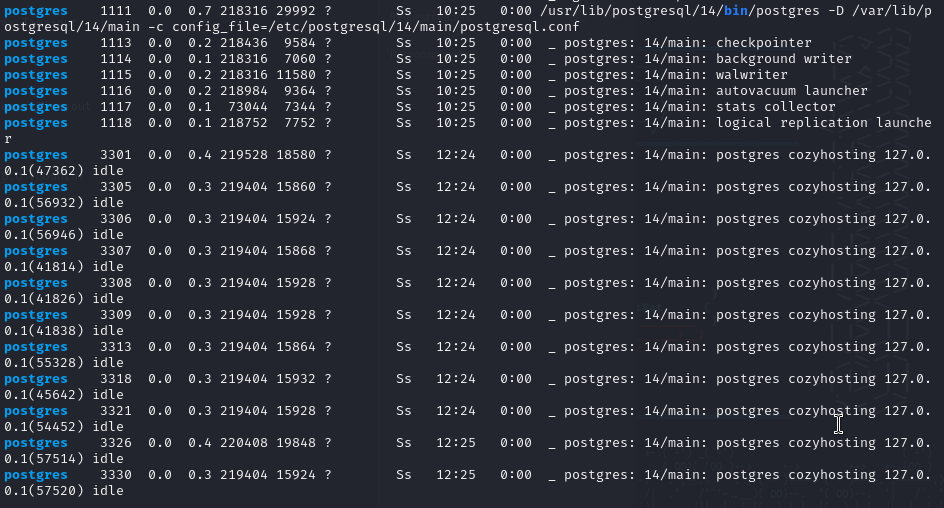 postgres    1111  0.0  0.7 218316 29992 ?        Ss   10:25   0:00 /usr/lib/postgresql/14/bin/postgres -D /var/lib/p
ostgresql/14/main -c config_file=/etc/postgresql/14/main/postgresql.conf
postgres    1113  0.0  0.2 218436  9584 ?        Ss   10:25   0:00  _ postgres: 14/main: checkpointer
postgres    1114  0.0  0.1 218316  7060 ?        Ss   10:25   0:00  _ postgres: 14/main: background writer
postgres    1115  0.0  0.2 218316 11580 ?        Ss   10:25   0:00  _ postgres: 14/main: walwriter
postgres    1116  0.0  0.2 218984  9364 ?        Ss   10:25   0:00  _ postgres: 14/main: autovacuum launcher
postgres    1117  0.0  0.1  73044  7344 ?        Ss   10:25   0:00  _ postgres: 14/main: stats collector
postgres    1118  0.0  0.1 218752  7752 ?        Ss   10:25   0:00  _ postgres: 14/main: logical replication launche
r
postgres    3301  0.0  0.4 219528 18580 ?        Ss   12:24   0:00  _ postgres: 14/main: postgres cozyhosting 127.0.
0.1(47362) idle
postgres    3305  0.0  0.3 219404 15860 ?        Ss   12:24   0:00  _ postgres: 14/main: postgres cozyhosting 127.0.
0.1(56932) idle
postgres    3306  0.0  0.3 219404 15924 ?        Ss   12:24   0:00  _ postgres: 14/main: postgres cozyhosting 127.0.
0.1(56946) idle
postgres    3307  0.0  0.3 219404 15868 ?        Ss   12:24   0:00  _ postgres: 14/main: postgres cozyhosting 127.0.
0.1(41814) idle
postgres    3308  0.0  0.3 219404 15928 ?        Ss   12:24   0:00  _ postgres: 14/main: postgres cozyhosting 127.0.
0.1(41826) idle
postgres    3309  0.0  0.3 219404 15928 ?        Ss   12:24   0:00  _ postgres: 14/main: postgres cozyhosting 127.0.
0.1(41838) idle
postgres    3313  0.0  0.3 219404 15864 ?        Ss   12:24   0:00  _ postgres: 14/main: postgres cozyhosting 127.0.
0.1(55328) idle
postgres    3318  0.0  0.3 219404 15932 ?        Ss   12:24   0:00  _ postgres: 14/main: postgres cozyhosting 127.0.
0.1(45642) idle
postgres    3321  0.0  0.3 219404 15928 ?        Ss   12:24   0:00  _ postgres: 14/main: postgres cozyhosting 127.0.
0.1(54452) idle
postgres    3326  0.0  0.4 220408 19848 ?        Ss   12:25   0:00  _ postgres: 14/main: postgres cozyhosting 127.0.
0.1(57514) idle
postgres    3330  0.0  0.3 219404 15924 ?        Ss   12:25   0:00  _ postgres: 14/main: postgres cozyhosting 127.0.
0.1(57520) idle